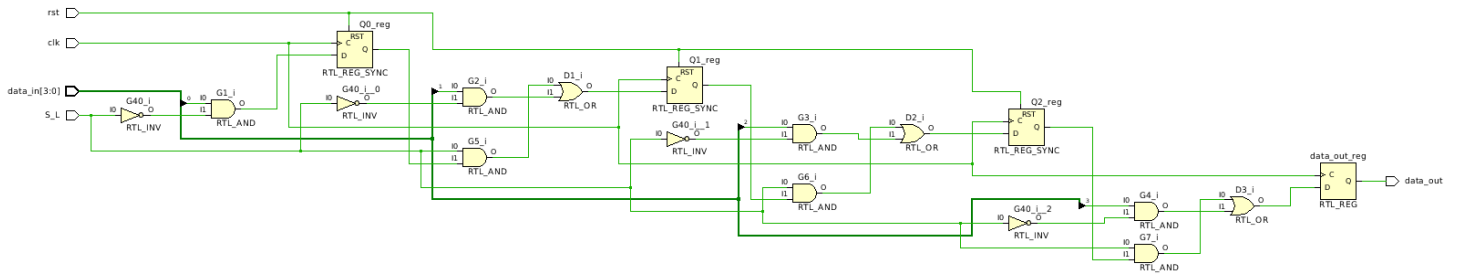 rst
clk
data_in[3:0]
S_L
G40_i
I0 O
RTL_INV
0
G1_i
I0 O
I1
RTL_AND
Q0_reg
RST
C Q
D
RTL_REG_SYNC
G40_i__0
I0 O
RTL_INV
1
G2_i
I0 O
I1
RTL_AND
G5_i
I0 O
I1
RTL_AND
D1_i
I0 O
I1
RTL_OR
Q1_reg
RST
C Q
D
RTL_REG_SYNC
G40_i__1
I0 O
RTL_INV
2
G3_i
I0 O
I1
RTL_AND
G6_i
I0 O
I1
RTL_AND
D2_i
I0 O
I1
RTL_OR
Q2_reg
RST
C Q
D
RTL_REG_SYNC
G40_i__2
I0 O
RTL_INV
3
G4_i
I0 O
I1
RTL_AND
G7_i
I0 O
I1
RTL_AND
D3_i
I0 O
I1
RTL_OR
data_out_reg
C Q
D
RTL_REG
data_out